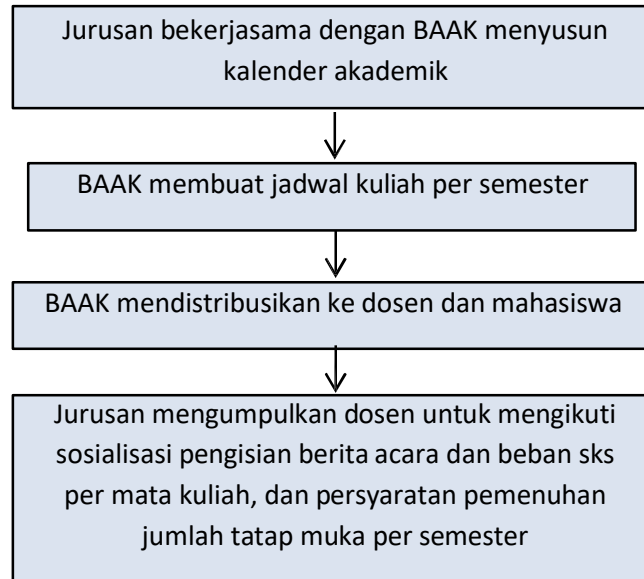 Jurusan bekerjasama dengan BAAK menyusun
kalender akademik
BAAK membuat jadwal kuliah per semester
BAAK mendistribusikan ke dosen dan mahasiswa
Jurusan mengumpulkan dosen untuk mengikuti
sosialisasi pengisian berita acara dan beban sks
per mata kuliah, dan persyaratan pemenuhan
jumlah tatap muka per semester